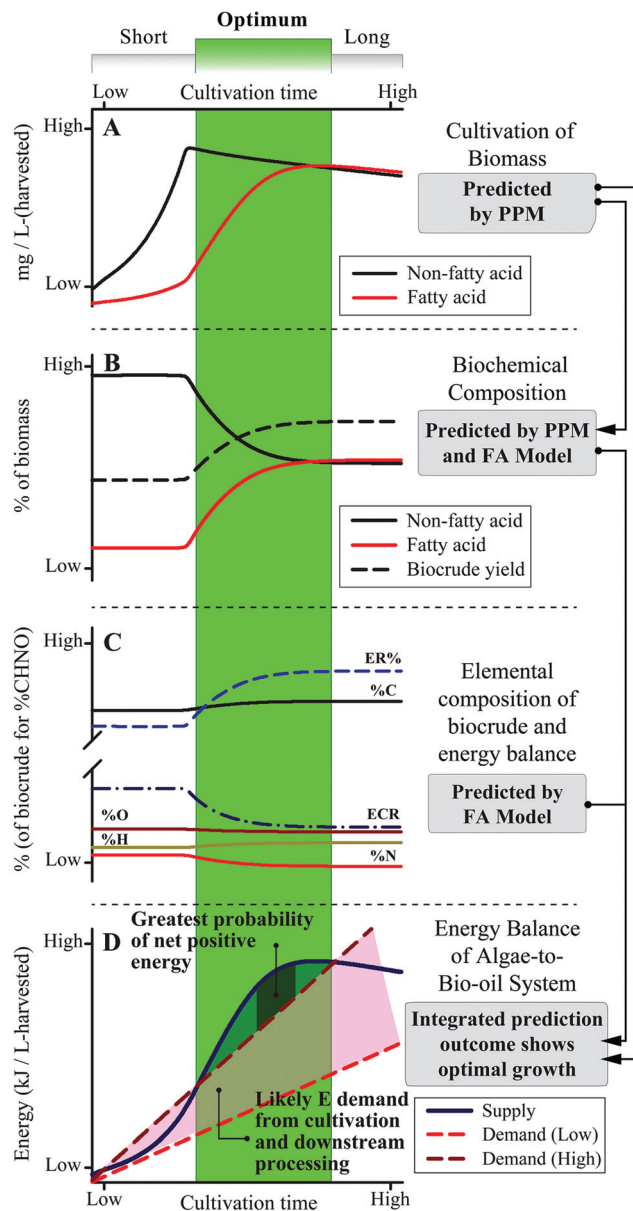 Optimum
Short
Long
Low
Cultivation time
High
A
High
Low
mg / L-(harvested)
Non-fatty acid
Fatty acid
Cultivation of
Biomass
Predicted
by PPM
B
High
Low
% of biomass
Non-fatty acid
Fatty acid
Biocrude yield
Biochemical
Composition
Predicted by PPM
and FA Model
C
High
Low
% (of biocrude for %CHNO)
ER%
%C
ECR
%O
%H
%N
Elemental
composition of
biocrude and
energy balance
Predicted by
FA Model
D
High
Low
Energy (kJ / L-harvested)
Greatest probability
of net positive
energy
Likely E demand
from cultivation
and downstream
processing
Energy Balance
of Algae-to-
Bio-oil System
Integrated prediction
outcome shows
optimal growth
Supply
Demand (Low)
Demand (High)
Low
Cultivation time
High